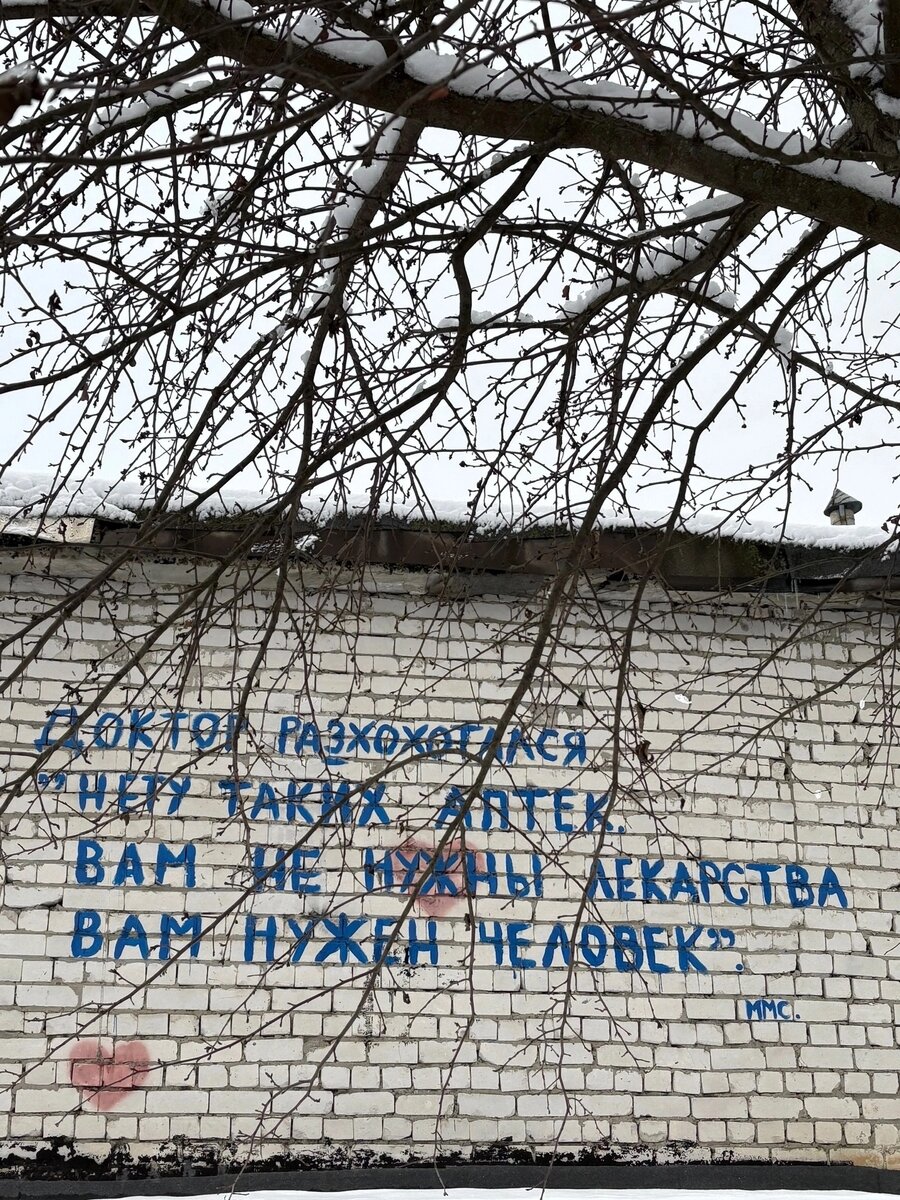 ДОКТОР РАЗХОХОТАЛСЯ
"НЕТУ ТАКИХ АПТЕК.
ВАМ НЕ НУЖНЫ ЛЕКАРСТВА
ВАМ НУЖЕН ЧЕЛОВЕК".
ММС.